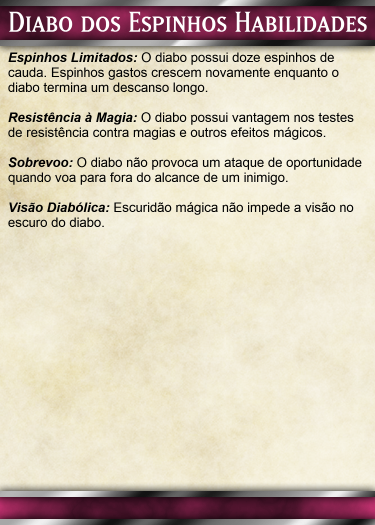 Diabo dos Espinhos Habilidades
Espinhos Limitados: O diabo possui doze espinhos de
cauda. Espinhos gastos crescem novamente enquanto o
diabo termina um descanso longo.
Resistência à Magia: O diabo possui vantagem nos testes
de resistência contra magias e outros efeitos mágicos.
Sobrevoo: O diabo não provoca um ataque de oportunidade
quando voa para fora do alcance de um inimigo.
Visão Diabólica: Escuridão mágica não impede a visão no
escuro do diabo.